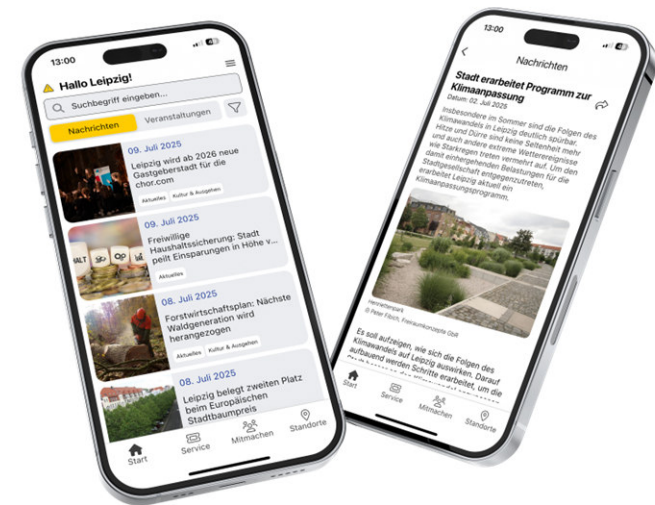 13:00
Hallo Leipzig!
Suchbegriff eingeben...
Nachrichten
Veranstaltungen
09. Juli 2025
Leipzig wird ab 2026 neue
Gastgeberstadt für die
chor.com
Aktuelles
Kultur & Ausgehen
09. Juli 2025
Freiwillige
Haushaltssicherung: Stadt
peilt Einsparungen in Höhe v...
Aktuelles
08. Juli 2025
Forstwirtschaftsplan: Nächste
Waldgeneration wird
herangezogen
Aktuelles
Kultur & Ausgehen
08. Juli 2025
Leipzig belegt zweiten Platz
beim Europäischen
Stadtbaumpreis
Start
Service
Mitmachen
Standorte
13:00
Nachrichten
Stadt erarbeitet Programm zur
Klimaanpassung
Datum: 02. Juli 2025
Insbesondere im Sommer sind die Folgen des
Klimawandels in Leipzig deutlich spürbar.
Hitze und Dürre sind keine Seltenheit mehr
und auch andere extreme Wetterereignisse
wie Starkregen treten vermehrt auf. Um den
damit einhergehenden Belastungen für die
Stadtgesellschaft entgegenzutreten,
erarbeitet Leipzig aktuell ein
Klimaanpassungsprogramm.
Henriettenpark
© Peter Fibich, Freiraumkonzepte GbR
Es soll aufzeigen, wie sich die Folgen des
Klimawandels auf Leipzig auswirken. Darauf
aufbauend werden Schritte erarbeitet, um die
Start
Service
Mitmachen
Standorte